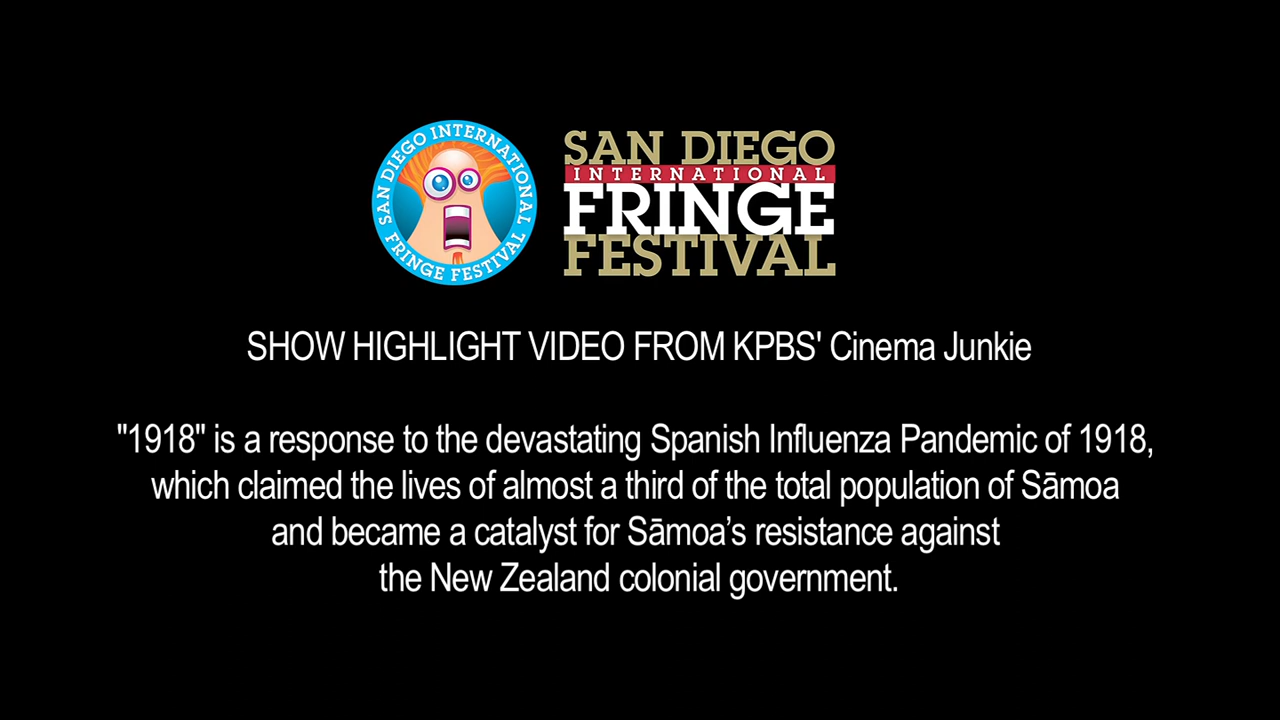 SAN DIEGO INTERNATIONAL
FRINGE FESTIVAL
SAN DIEGO
INTERNATIONAL
FRINGE
FESTIVAL
SHOW HIGHLIGHT VIDEO FROM KPBS' Cinema Junkie
"1918" is a response to the devastating Spanish Influenza Pandemic of 1918,
which claimed the lives of almost a third of the total population of Sāmoa
and became a catalyst for Sāmoa’s resistance against
the New Zealand colonial government.